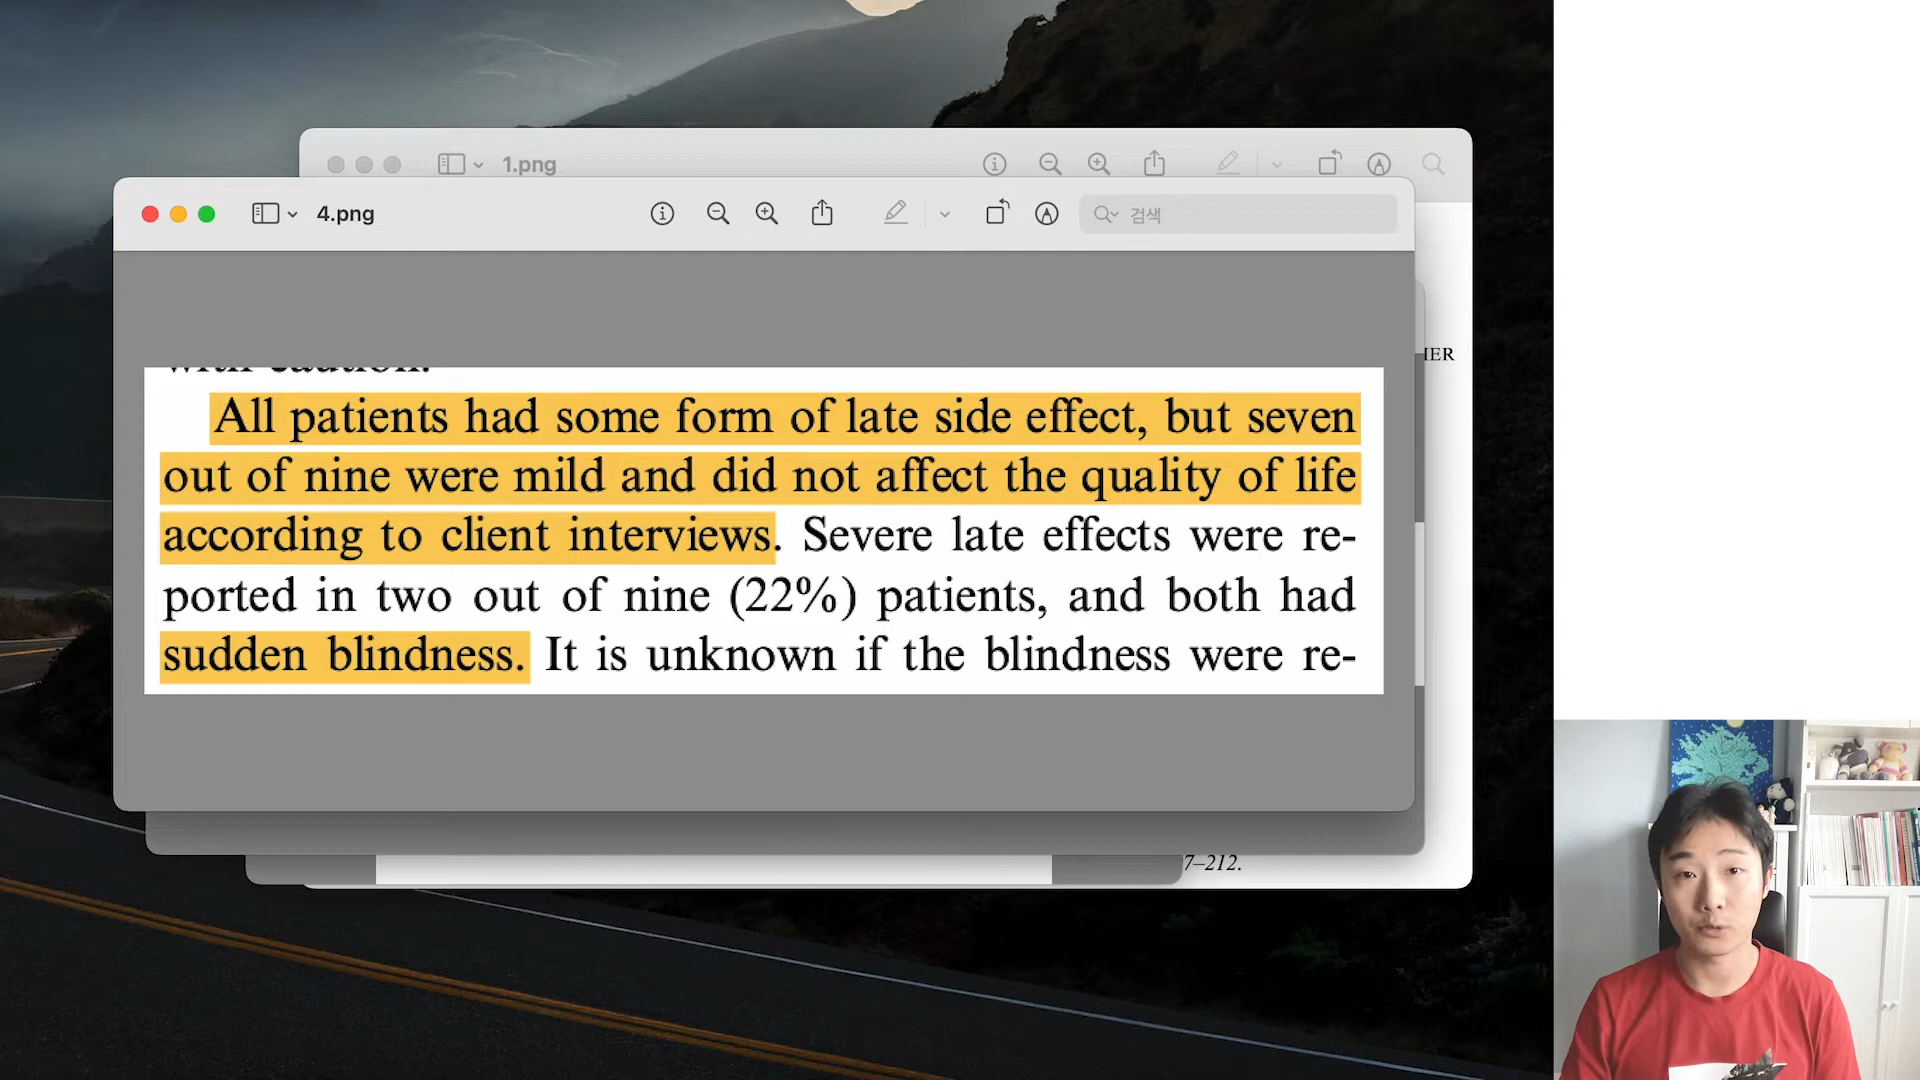 1.png
4.png
검색
IER
with caution.
All patients had some form of late side effect, but seven
out of nine were mild and did not affect the quality of life
according to client interviews. Severe late effects were re-
ported in two out of nine (22%) patients, and both had
sudden blindness. It is unknown if the blindness were re-
7–212.